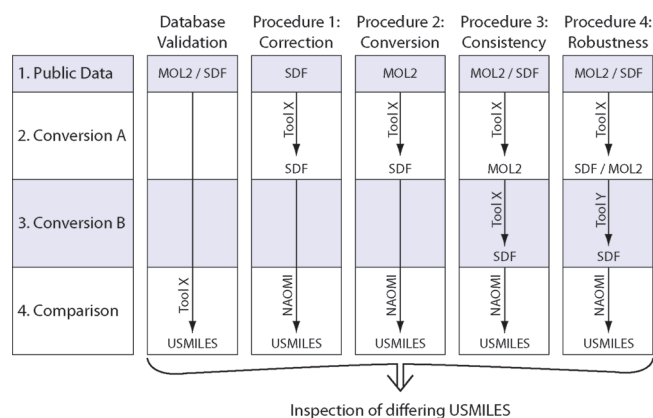 Database Validation
Procedure 1: Correction
Procedure 2: Conversion
Procedure 3: Consistency
Procedure 4: Robustness
1. Public Data
MOL2 / SDF
SDF
MOL2
MOL2 / SDF
MOL2 / SDF
2. Conversion A
Tool X
Tool X
Tool X
Tool X
SDF
SDF
MOL2
SDF / MOL2
3. Conversion B
Tool X
Tool Y
SDF
SDF
4. Comparison
Tool X
NAOMI
NAOMI
NAOMI
NAOMI
USMILES
USMILES
USMILES
USMILES
USMILES
Inspection of differing USMILES